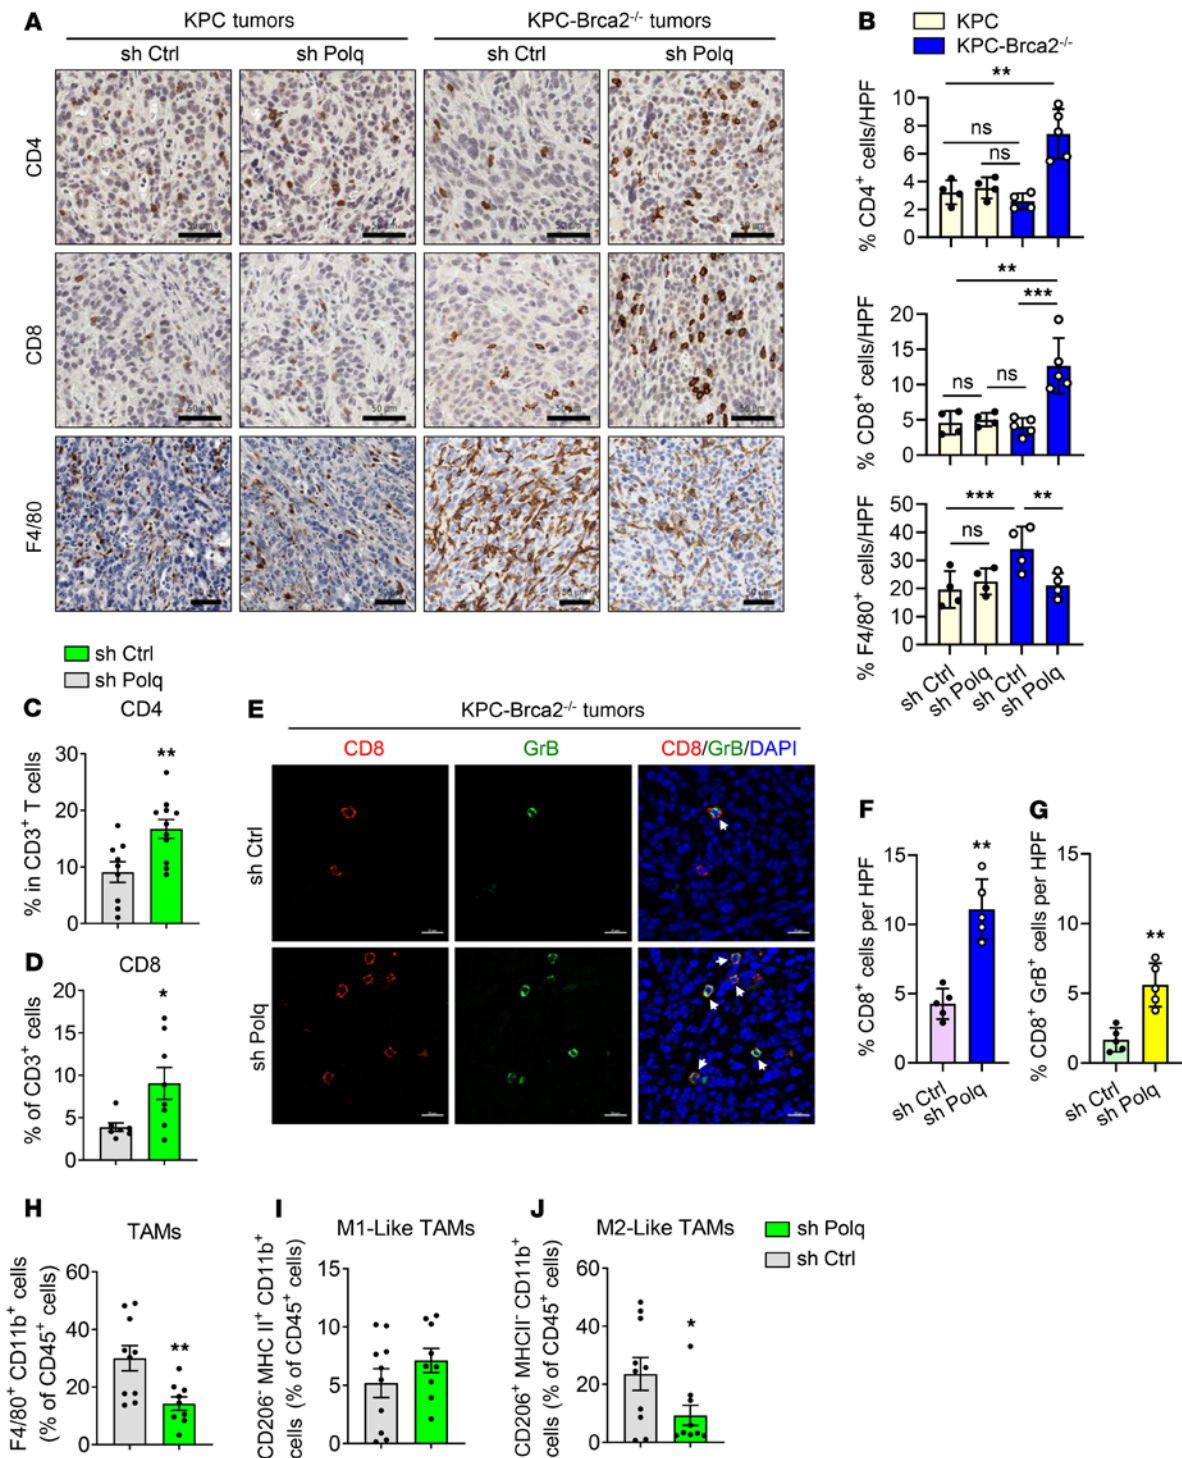 A
KPC tumors
KPC-Brca2-/- tumors
sh Ctrl
sh Polq
sh Ctrl
sh Polq
CD4
CD8
F4/80
50 µm
50 µm
B
KPC
KPC-Brca2-/-
% CD4+ cells/HPF
10
8
6
4
2
0
**
ns
ns
% CD8+ cells/HPF
20
15
10
5
0
**
***
ns
ns
% F4/80+ cells/HPF
50
40
30
20
10
0
***
**
ns
sh Ctrl
sh Polq
sh Ctrl
sh Polq
sh Ctrl
sh Polq
C
CD4
% in CD3+ T cells
30
20
10
0
**
D
CD8
% of CD3+ cells
20
15
10
5
0
*
E
KPC-Brca2-/- tumors
CD8
GrB
CD8/GrB/DAPI
sh Ctrl
sh Polq
F
% CD8+ cells per HPF
15
10
5
0
**
sh Ctrl
sh Polq
G
% CD8+ GrB+ cells per HPF
15
10
5
0
**
sh Ctrl
sh Polq
H
TAMs
F4/80+ CD11b+ cells
(% of CD45+ cells)
60
40
20
0
**
I
M1-Like TAMs
CD206- MHC II+ CD11b+
cells (% of CD45+ cells)
15
10
5
0
J
M2-Like TAMs
CD206+ MHCII- CD11b+
cells (% of CD45+ cells)
60
40
20
0
*
sh Polq
sh Ctrl